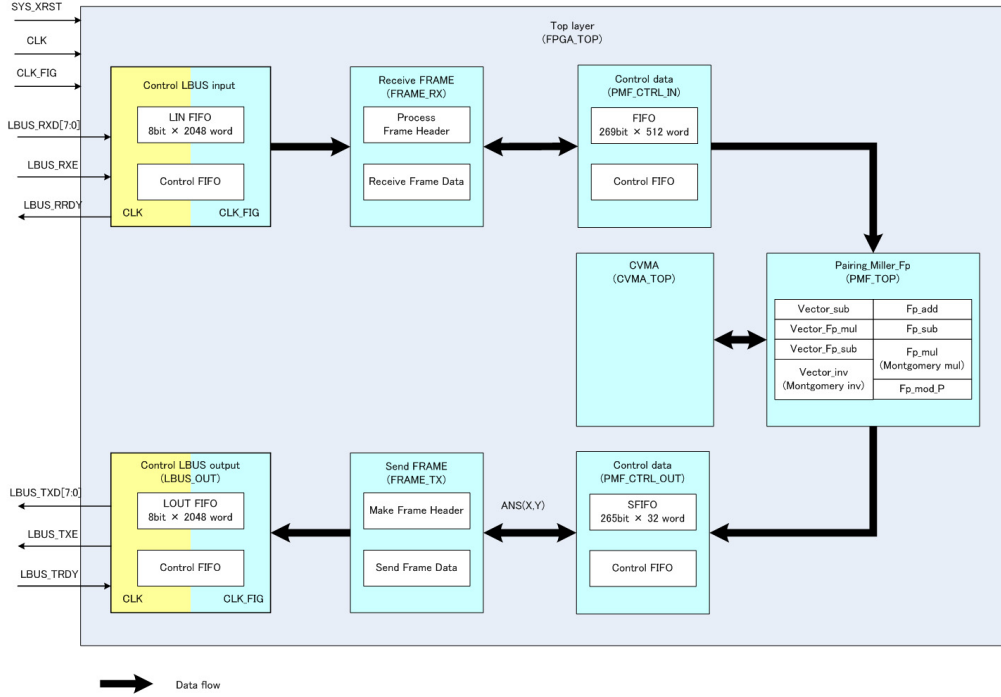 SYS_XRST
CLK
CLK_FIG
LBUS_RXD[7:0]
LBUS_RXE
LBUS_RRDY
Top layer
(FPGA_TOP)
Control LBUS input
LIN FIFO
8bit × 2048 word
Control FIFO
CLK
CLK_FIG
Receive FRAME
(FRAME_RX)
Process
Frame Header
Receive Frame Data
Control data
(PMF_CTRL_IN)
FIFO
269bit × 512 word
Control FIFO
CVMA
(CVMA_TOP)
Pairing_Miller_Fp
(PMF_TOP)
Vector_sub
Fp_add
Vector_Fp_mul
Fp_sub
Vector_Fp_sub
Fp_mul
(Montgomery mul)
Vector_inv
(Montgomery inv)
Fp_mod_P
Control LBUS output
(LBUS_OUT)
LOUT FIFO
8bit × 2048 word
Control FIFO
CLK
CLK_FIG
Send FRAME
(FRAME_TX)
Make Frame Header
Send Frame Data
ANS(X,Y)
Control data
(PMF_CTRL_OUT)
SFIFO
265bit × 32 word
Control FIFO
LBUS_TXD[7:0]
LBUS_TXE
LBUS_TRDY
Data flow